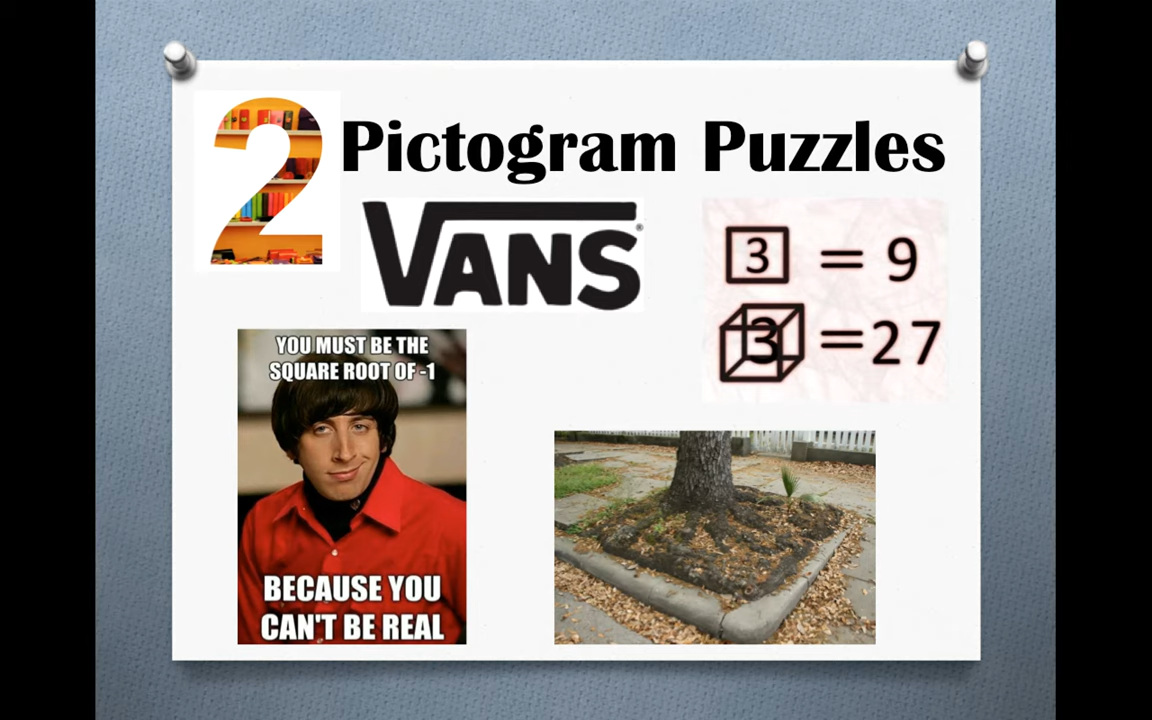 2 Pictogram Puzzles
VANS®
3 = 9
3 =27
YOU MUST BE THE
SQUARE ROOT OF -1
BECAUSE YOU
CAN'T BE REAL